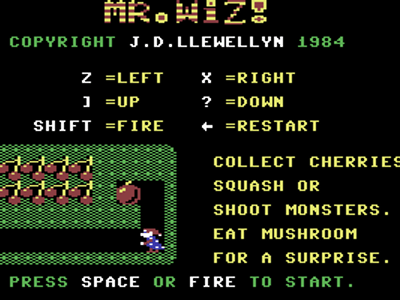 MR.WIZ!
COPYRIGHT J.D.LLEWELLYN 1984
Z =LEFT X =RIGHT
] =UP ? =DOWN
SHIFT =FIRE ← =RESTART
COLLECT CHERRIES
SQUASH OR
SHOOT MONSTERS.
EAT MUSHROOM
FOR A SURPRISE.
PRESS SPACE OR FIRE TO START.